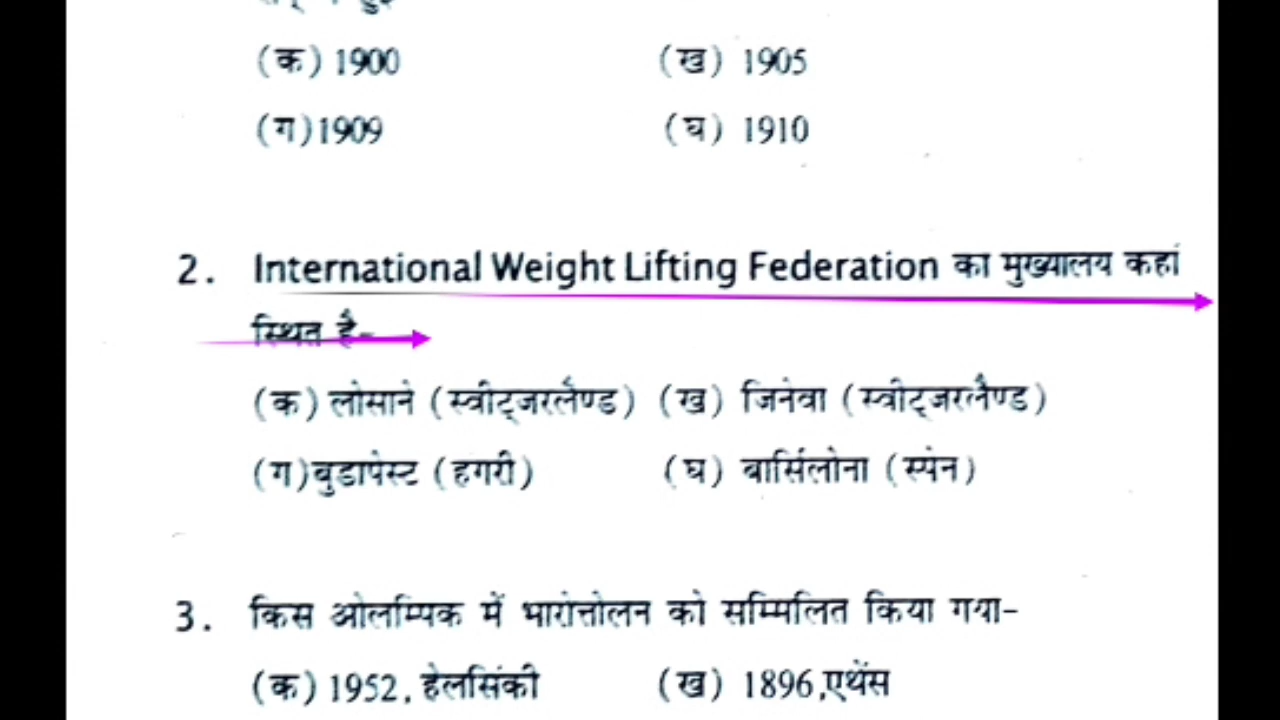 (क) 1900 (ख) 1905
(ग)1909 (घ) 1910
2. International Weight Lifting Federation का मुख्यालय कहां
स्थित है-
(क) लोसाने (स्वीट्जरलैण्ड) (ख) जिनेवा (स्वीट्जरलैण्ड)
(ग)बुडापेस्ट (हगरी) (घ) बार्सिलोना (स्पेन)
3. किस ओलम्पिक में भारोत्तोलन को सम्मिलित किया गया-
(क) 1952, हेलसिंकी (ख) 1896,एथेंस